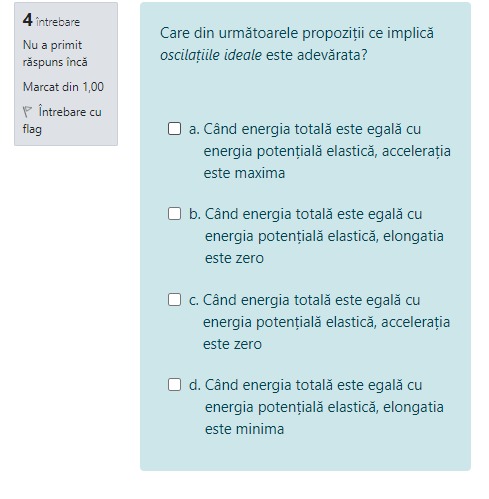 4 întrebare
Nu a primit
răspuns încă
Marcat din 1,00
Întrebare cu
flag
Care din următoarele propoziții ce implică
oscilațiile ideale este adevărata?
a. Când energia totală este egală cu
energia potențială elastică, accelerația
este maxima
b. Când energia totală este egală cu
energia potențială elastică, elongatia
este zero
c. Când energia totală este egală cu
energia potențială elastică, accelerația
este zero
d. Când energia totală este egală cu
energia potențială elastică, elongatia
este minima